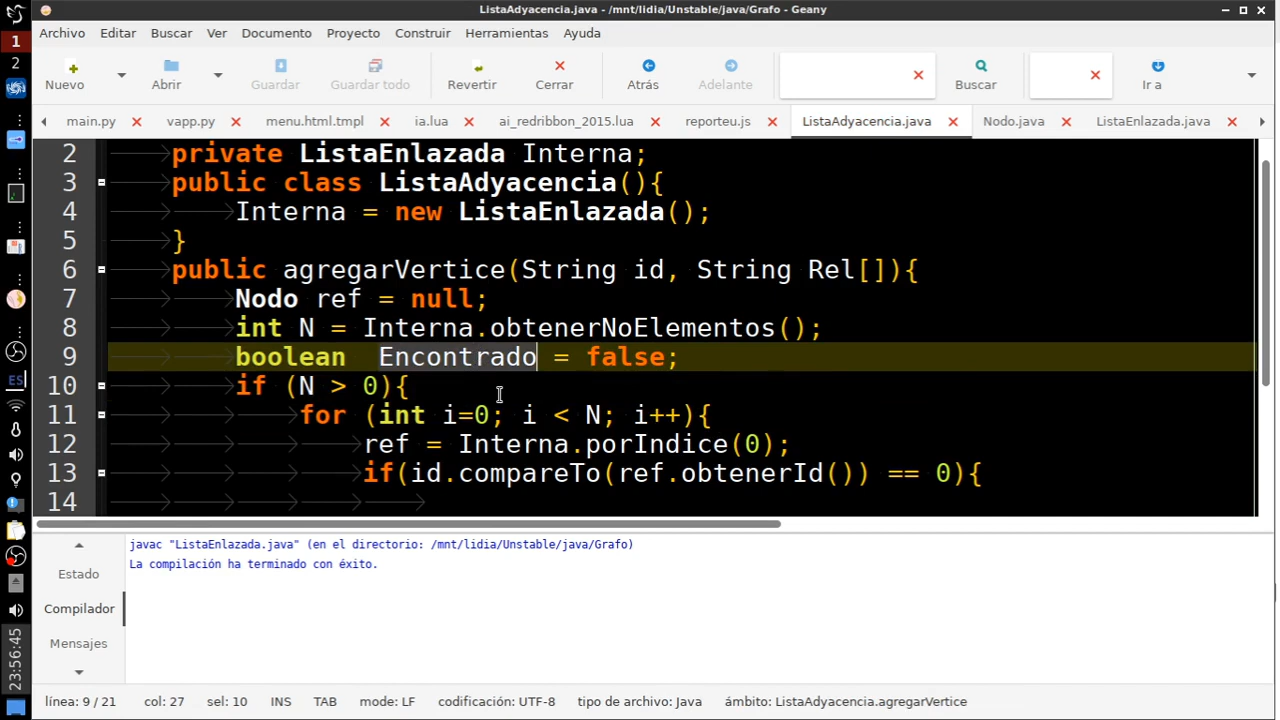 ListaAdyacencia.java - /mnt/lidia/Unstable/java/Grafo - Geany
1
2
Archivo Editar Buscar Ver Documento Proyecto Construir Herramientas Ayuda
Nuevo Abrir Guardar Guardar todo Revertir Cerrar Atrás Adelante Buscar Ir a
main.py vapp.py menu.html.tmpl ia.lua ai_redribbon_2015.lua reporteu.js ListaAdyacencia.java Nodo.java ListaEnlazada.java
2 private ListaEnlazada Interna;
3 public class ListaAdyacencia(){
4 Interna = new ListaEnlazada();
5 }
6 public agregarVertice(String id, String Rel[]){
7 Nodo ref = null;
8 int N = Interna.obtenerNoElementos();
9 boolean  Encontrado = false;
10 if (N > 0){
11 for (int i=0; i < N; i++){
12 ref = Interna.porIndice(0);
13 if(id.compareTo(ref.obtenerId()) == 0){
14
ES
Estado
Compilador
Mensajes
javac "ListaEnlazada.java" (en el directorio: /mnt/lidia/Unstable/java/Grafo)
La compilación ha terminado con éxito.
23:56:45
línea: 9 / 21 col: 27 sel: 10 INS TAB mode: LF codificación: UTF-8 tipo de archivo: Java ámbito: ListaAdyacencia.agregarVertice